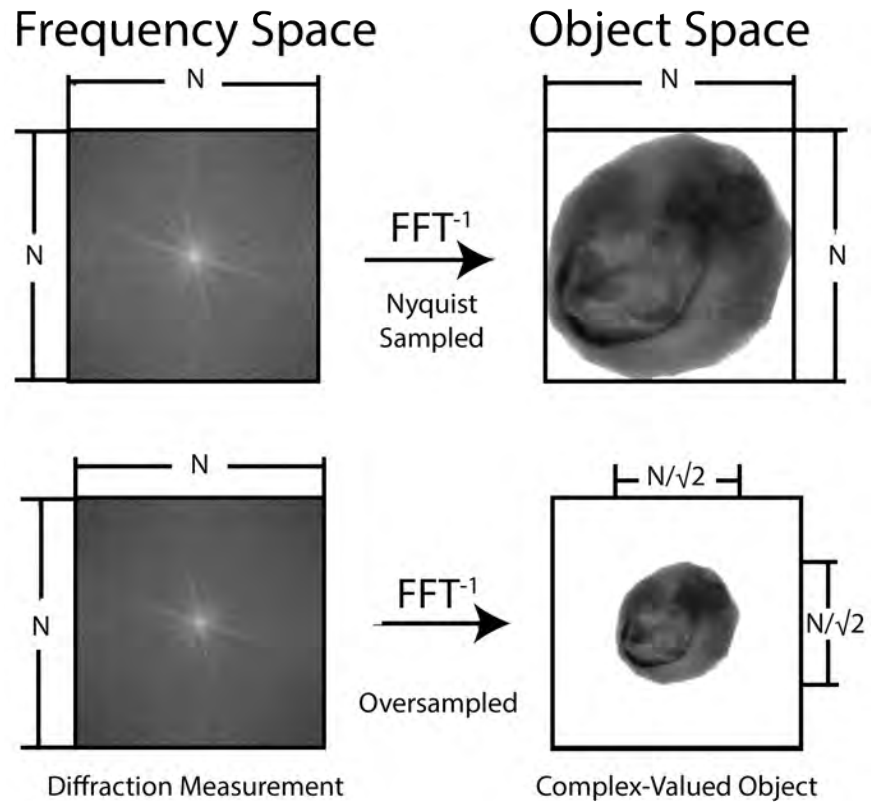 Frequency Space
Object Space
N
N
N
N
FFT⁻¹
Nyquist
Sampled
N
N/√2
N
N/√2
FFT⁻¹
Oversampled
Diffraction Measurement
Complex-Valued Object